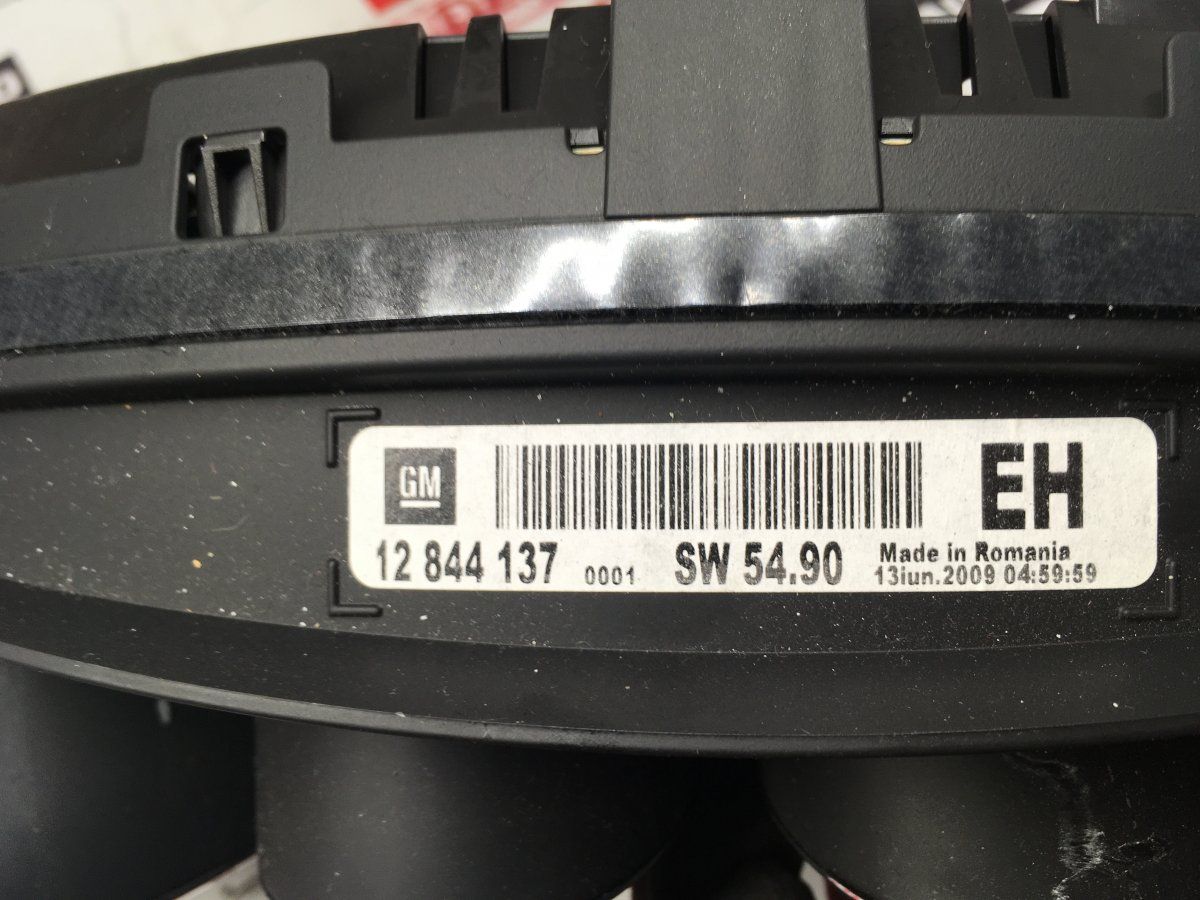 GM
EH
12 844 137 0001 SW 54.90
Made in Romania
13iun.2009 04:59:59